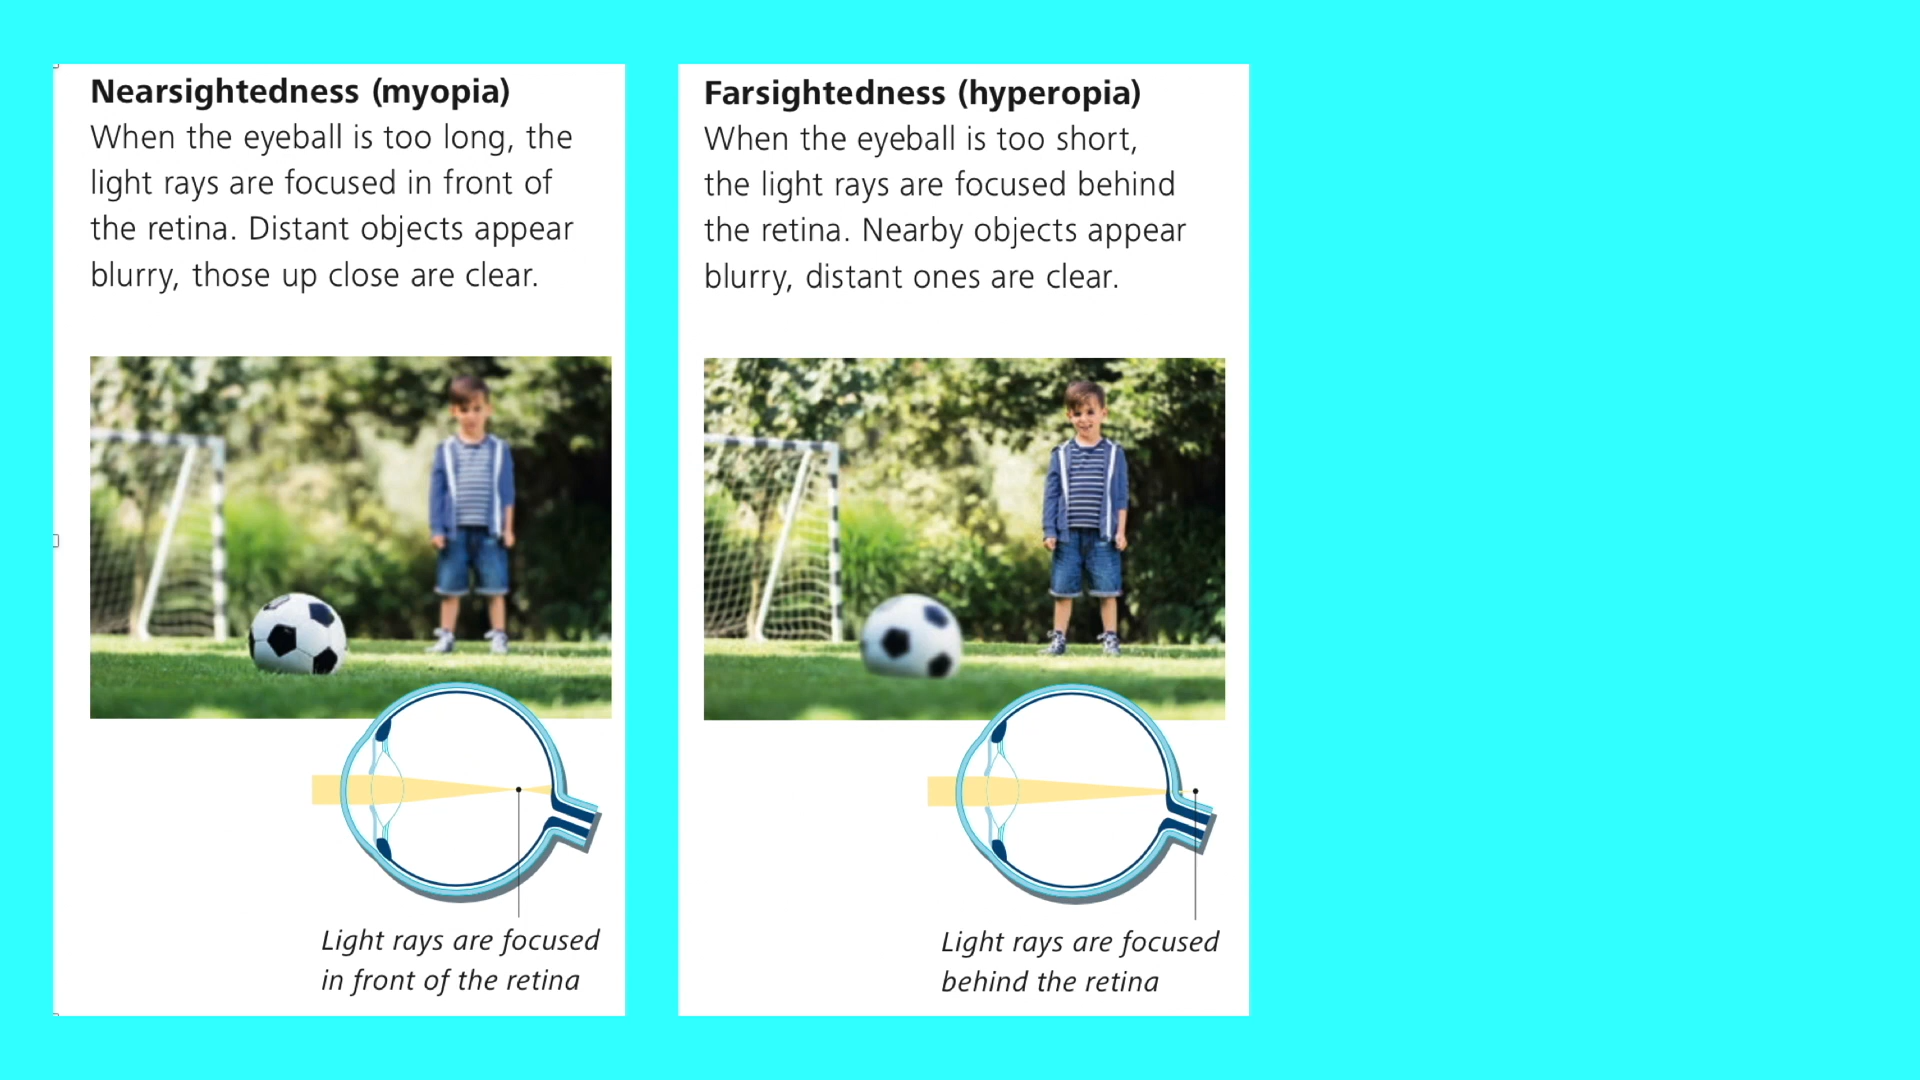 Nearsightedness (myopia)
When the eyeball is too long, the
light rays are focused in front of
the retina. Distant objects appear
blurry, those up close are clear.
Light rays are focused
in front of the retina
Farsightedness (hyperopia)
When the eyeball is too short,
the light rays are focused behind
the retina. Nearby objects appear
blurry, distant ones are clear.
Light rays are focused
behind the retina